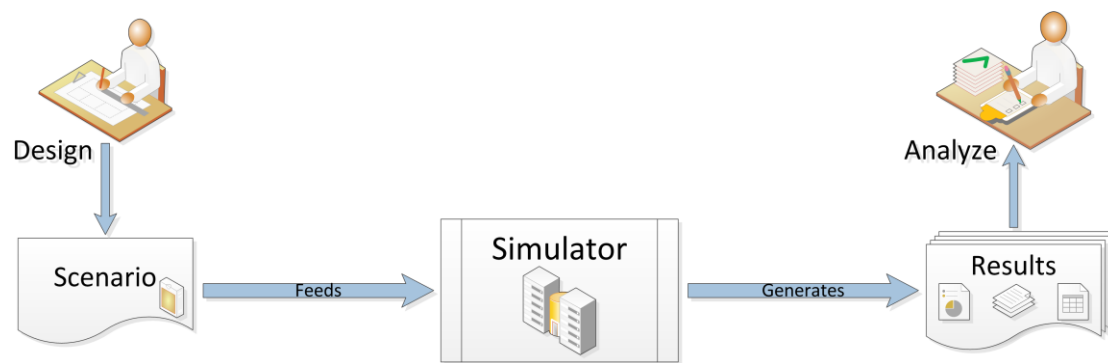 Design
Analyze
Scenario
Feeds
Simulator
Generates
Results